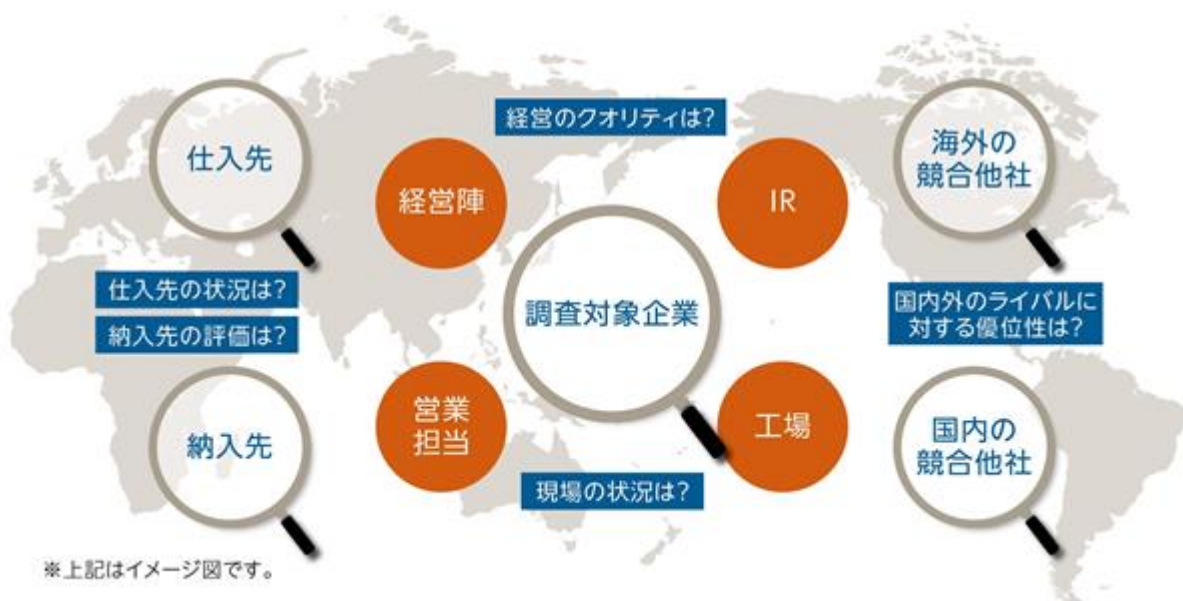 経営のクオリティは?
仕入先
経営陣
IR
海外の
競合他社
仕入先の状況は?
納入先の評価は?
調査対象企業
国内外のライバルに
対する優位性は?
納入先
営業
担当
工場
国内の
競合他社
現場の状況は?
※上記はイメージ図です。